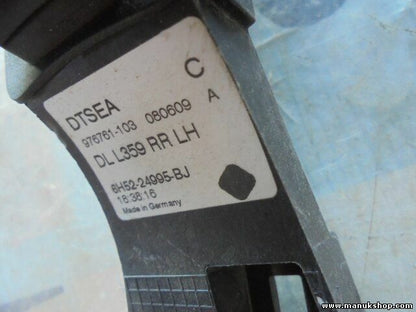 DTSEA C
976761-103 080609 A
DL L359 RR LH
6H52-24995-BJ
18:38:16
Made in Germany
www.manukshop.com